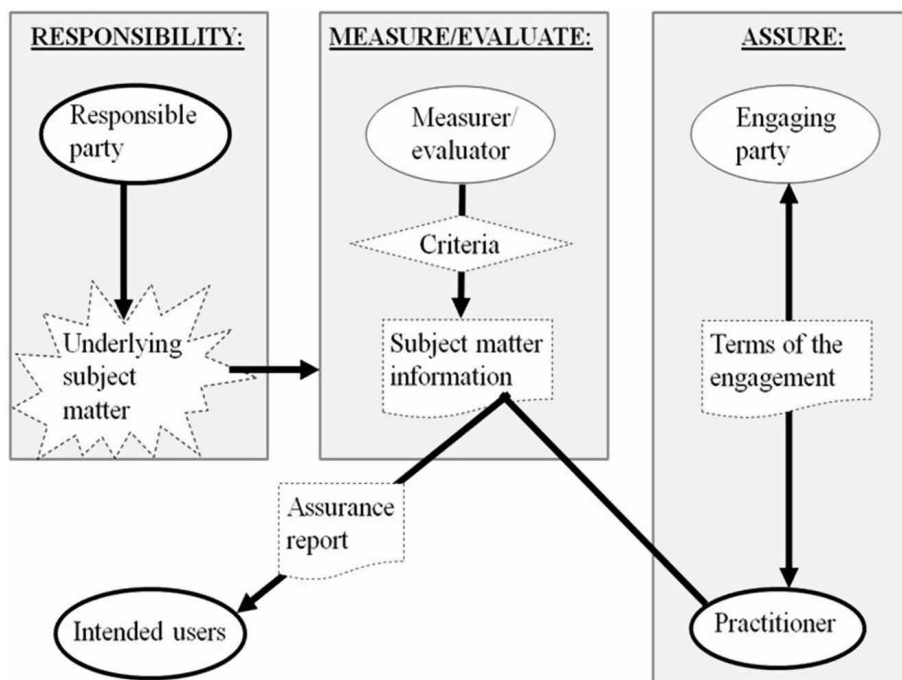 RESPONSIBILITY:
Responsible
party
Underlying
subject
matter
MEASURE/EVALUATE:
Measurer/
evaluator
Criteria
Subject matter
information
ASSURE:
Engaging
party
Terms of the
engagement
Practitioner
Assurance
report
Intended users